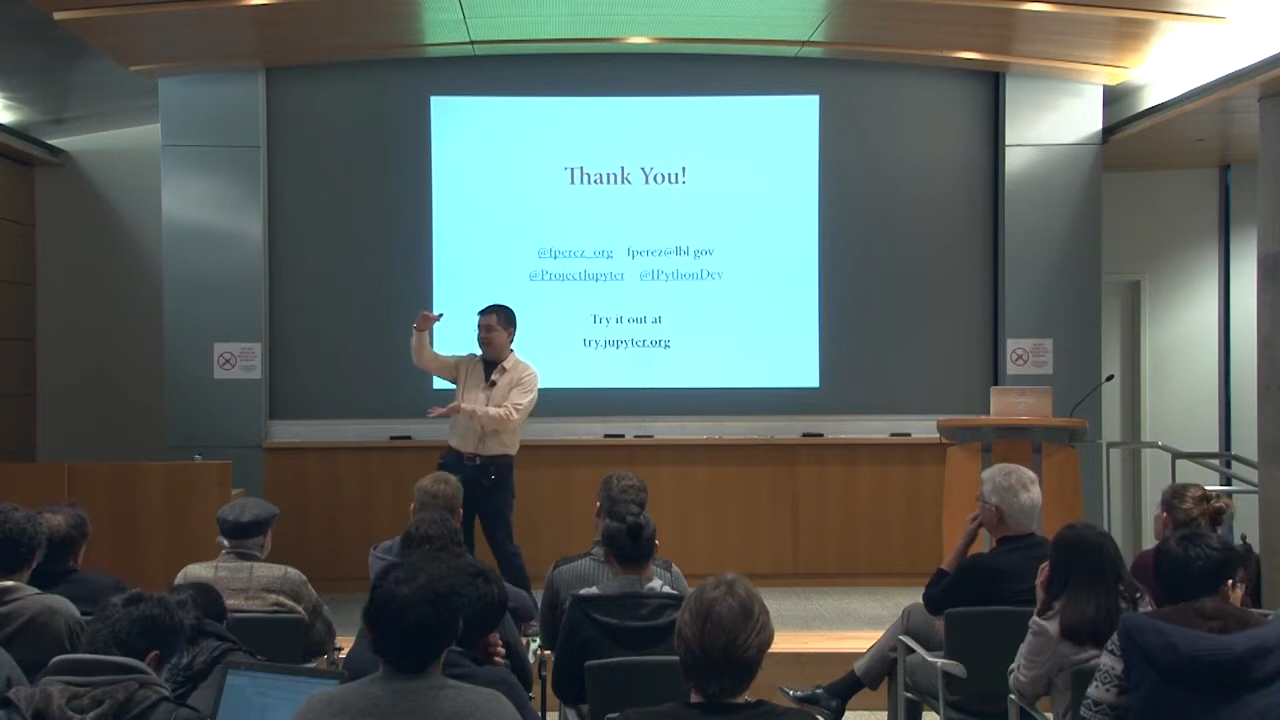 Thank You!
@fperez_org fperez@lbl.gov
@ProjectJupyter @IPythonDev
Try it out at
try.jupyter.org